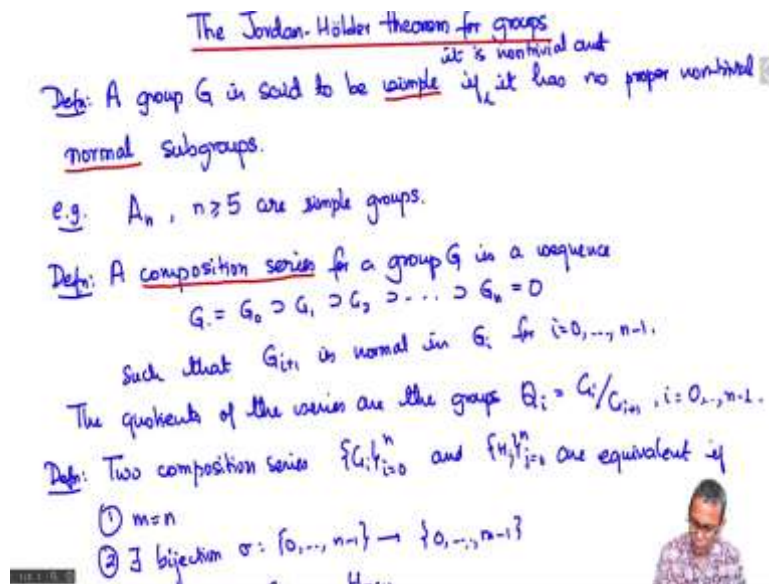 The Jordan-Hölder theorem for groups
it is nontrivial and
Defn: A group G is said to be simple if it has no proper non-trivial
normal subgroups.
e.g. Aₙ, n≥5 are simple groups.
Defn: A composition series for a group G is a sequence
G = G₀ ⊃ G₁ ⊃ G₂ ⊃ . . . ⊃ Gₙ = 0
such that Gᵢ₊₁ is normal in Gᵢ for i=0,..., n-1.
The quotients of the series are the groups Qᵢ = Gᵢ/Gᵢ₊₁, i=0,.., n-1.
Defn: Two composition series {Gᵢ}ⁿᵢ₌₀ and {Hⱼ}ⱼ₌₀ are equivalent if
① m=n
② ∃ bijection σ: {0,..., n-1} → {0,..., m-1}